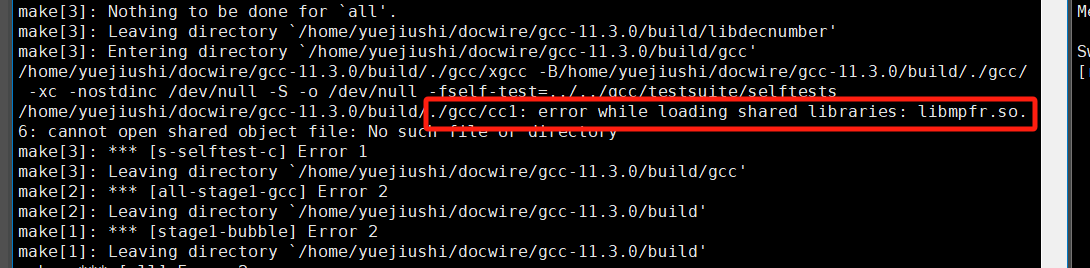 make[3]: Nothing to be done for `all'.
make[3]: Leaving directory `/home/yuejiushi/docwire/gcc-11.3.0/build/libdecnumber'
make[3]: Entering directory `/home/yuejiushi/docwire/gcc-11.3.0/build/gcc'
/home/yuejiushi/docwire/gcc-11.3.0/build/./gcc/xgcc -B/home/yuejiushi/docwire/gcc-11.3.0/build/./gcc/
 -xc -nostdinc /dev/null -S -o /dev/null -fself-test=../../gcc/testsuite/selftests
/home/yuejiushi/docwire/gcc-11.3.0/build/./gcc/cc1: error while loading shared libraries: libmpfr.so.
6: cannot open shared object file: No such file or directory
make[3]: *** [s-selftest-c] Error 1
make[3]: Leaving directory `/home/yuejiushi/docwire/gcc-11.3.0/build/gcc'
make[2]: *** [all-stage1-gcc] Error 2
make[2]: Leaving directory `/home/yuejiushi/docwire/gcc-11.3.0/build'
make[1]: *** [stage1-bubble] Error 2
make[1]: Leaving directory `/home/yuejiushi/docwire/gcc-11.3.0/build'